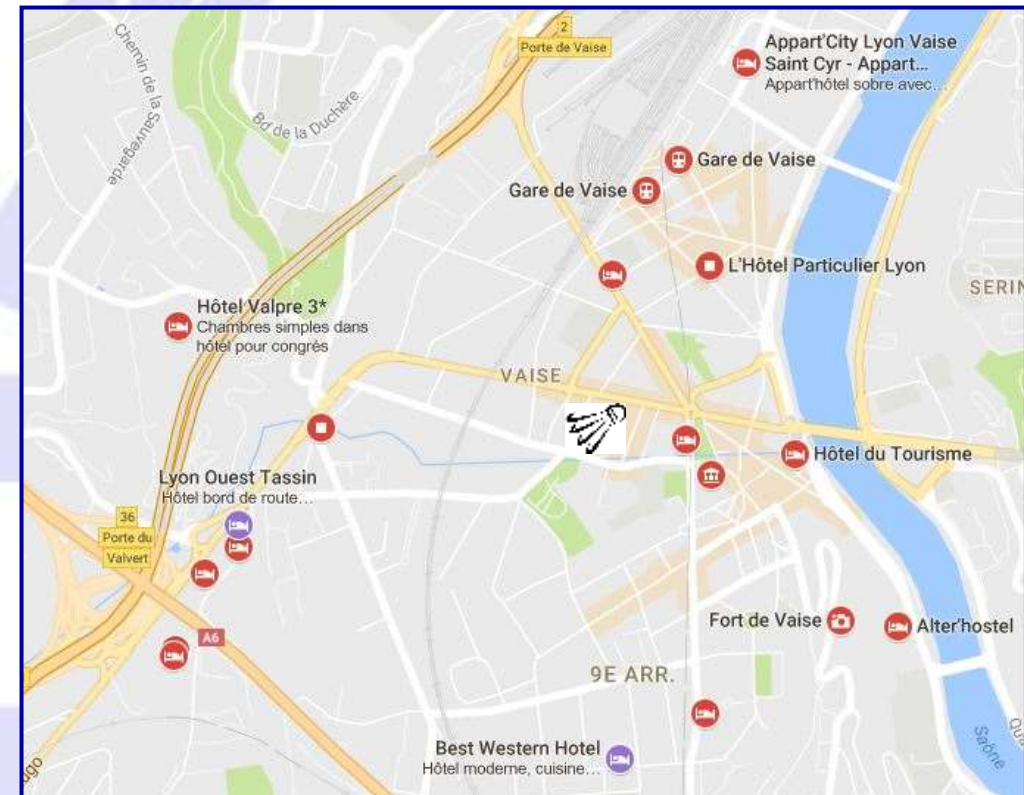 2
Porte de Vaise
Appart'City Lyon Vaise
Saint Cyr - Appart...
Appart'hôtel sobre avec...
Chemin de la Sauvegarde
Bd de la Duchère
Gare de Vaise
Gare de Vaise
L'Hôtel Particulier Lyon
SERIN
Hôtel Valpré 3*
Chambres simples dans
hôtel pour congrès
VAISE
Hôtel du Tourisme
Lyon Ouest Tassin
Hôtel bord de route...
36
Porte du
Valvert
A6
Fort de Vaise
Alter'hostel
9E ARR.
Best Western Hotel
Hôtel moderne, cuisine...
Saône
Qua
ugo